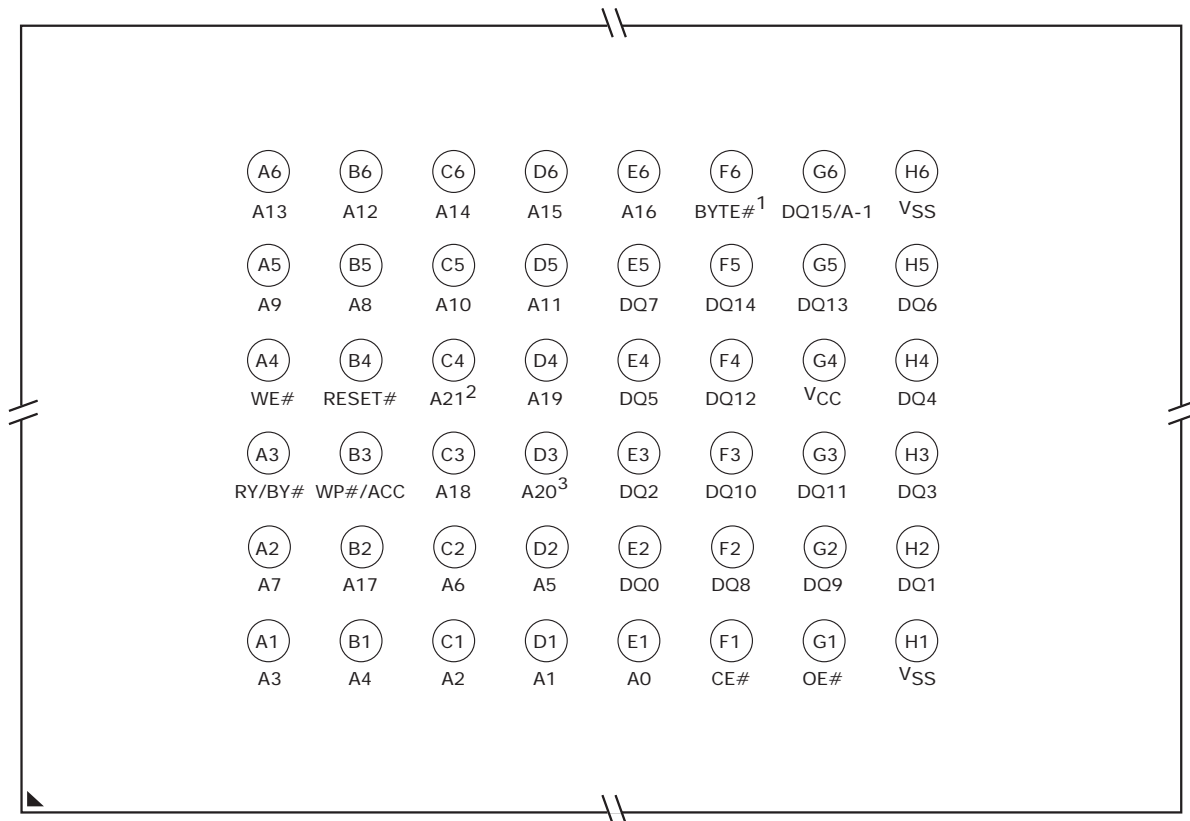 A6 B6 C6 D6 E6 F6 G6 H6
A13 A12 A14 A15 A16 BYTE#1 DQ15/A-1 VSS
A5 B5 C5 D5 E5 F5 G5 H5
A9 A8 A10 A11 DQ7 DQ14 DQ13 DQ6
A4 B4 C4 D4 E4 F4 G4 H4
WE# RESET# A212 A19 DQ5 DQ12 VCC DQ4
A3 B3 C3 D3 E3 F3 G3 H3
RY/BY# WP#/ACC A18 A203 DQ2 DQ10 DQ11 DQ3
A2 B2 C2 D2 E2 F2 G2 H2
A7 A17 A6 A5 DQ0 DQ8 DQ9 DQ1
A1 B1 C1 D1 E1 F1 G1 H1
A3 A4 A2 A1 A0 CE# OE# VSS